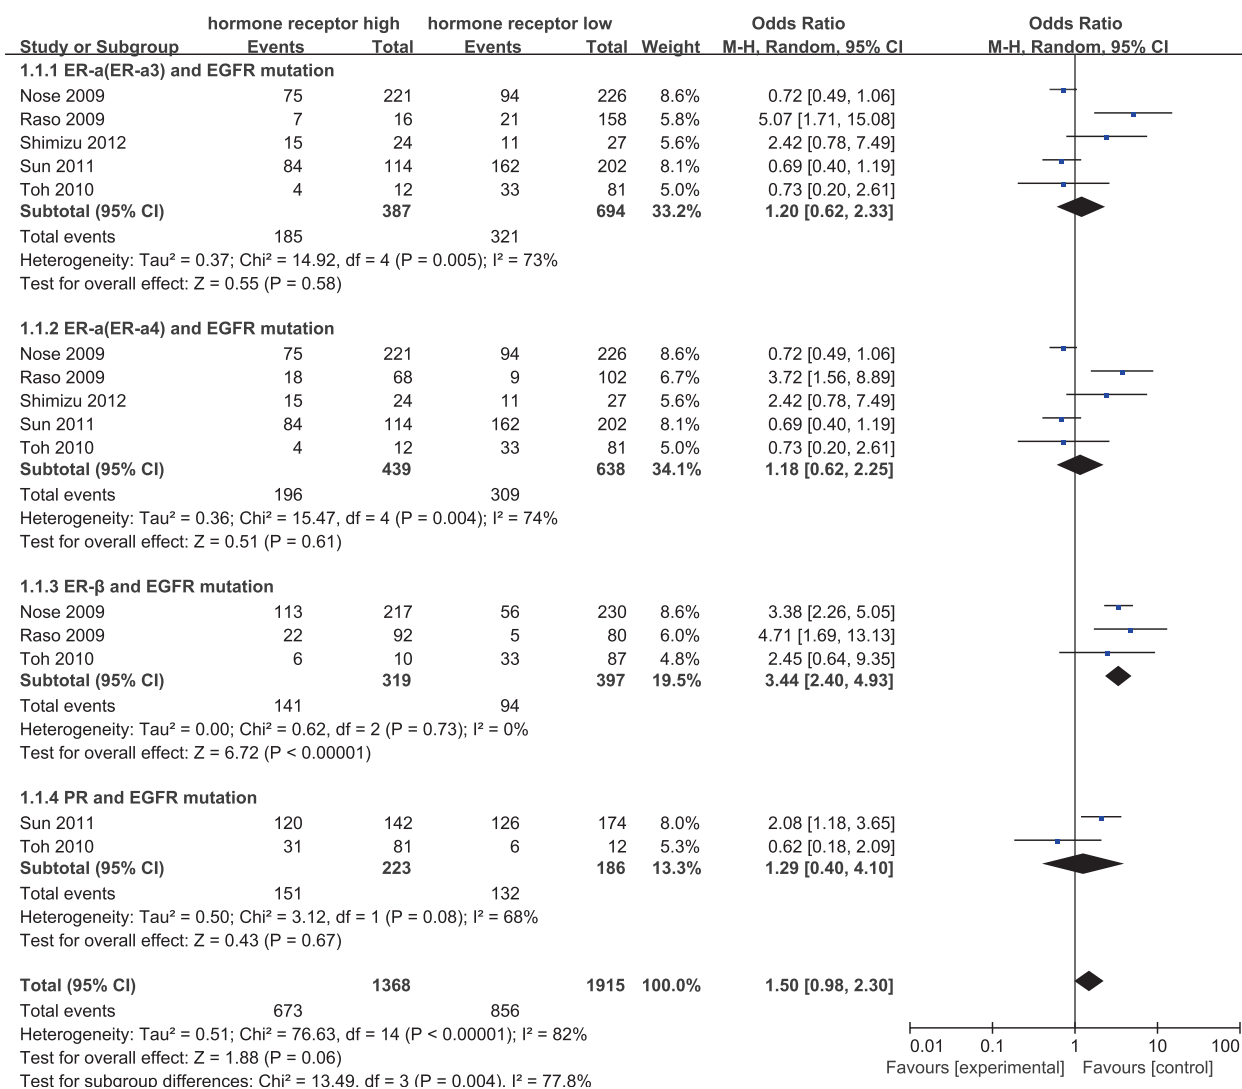 hormone receptor high hormone receptor low Odds Ratio Odds Ratio
Study or Subgroup Events Total Events Total Weight M-H, Random, 95% CI M-H, Random, 95% CI
1.1.1 ER-a(ER-a3) and EGFR mutation
Nose 2009 75 221 94 226 8.6% 0.72 [0.49, 1.06]
Raso 2009 7 16 21 158 5.8% 5.07 [1.71, 15.08]
Shimizu 2012 15 24 11 27 5.6% 2.42 [0.78, 7.49]
Sun 2011 84 114 162 202 8.1% 0.69 [0.40, 1.19]
Toh 2010 4 12 33 81 5.0% 0.73 [0.20, 2.61]
Subtotal (95% CI) 387 694 33.2% 1.20 [0.62, 2.33]
Total events 185 321
Heterogeneity: Tau² = 0.37; Chi² = 14.92, df = 4 (P = 0.005); I² = 73%
Test for overall effect: Z = 0.55 (P = 0.58)
1.1.2 ER-a(ER-a4) and EGFR mutation
Nose 2009 75 221 94 226 8.6% 0.72 [0.49, 1.06]
Raso 2009 18 68 9 102 6.7% 3.72 [1.56, 8.89]
Shimizu 2012 15 24 11 27 5.6% 2.42 [0.78, 7.49]
Sun 2011 84 114 162 202 8.1% 0.69 [0.40, 1.19]
Toh 2010 4 12 33 81 5.0% 0.73 [0.20, 2.61]
Subtotal (95% CI) 439 638 34.1% 1.18 [0.62, 2.25]
Total events 196 309
Heterogeneity: Tau² = 0.36; Chi² = 15.47, df = 4 (P = 0.004); I² = 74%
Test for overall effect: Z = 0.51 (P = 0.61)
1.1.3 ER-β and EGFR mutation
Nose 2009 113 217 56 230 8.6% 3.38 [2.26, 5.05]
Raso 2009 22 92 5 80 6.0% 4.71 [1.69, 13.13]
Toh 2010 6 10 33 87 4.8% 2.45 [0.64, 9.35]
Subtotal (95% CI) 319 397 19.5% 3.44 [2.40, 4.93]
Total events 141 94
Heterogeneity: Tau² = 0.00; Chi² = 0.62, df = 2 (P = 0.73); I² = 0%
Test for overall effect: Z = 6.72 (P < 0.00001)
1.1.4 PR and EGFR mutation
Sun 2011 120 142 126 174 8.0% 2.08 [1.18, 3.65]
Toh 2010 31 81 6 12 5.3% 0.62 [0.18, 2.09]
Subtotal (95% CI) 223 186 13.3% 1.29 [0.40, 4.10]
Total events 151 132
Heterogeneity: Tau² = 0.50; Chi² = 3.12, df = 1 (P = 0.08); I² = 68%
Test for overall effect: Z = 0.43 (P = 0.67)
Total (95% CI) 1368 1915 100.0% 1.50 [0.98, 2.30]
Total events 673 856
Heterogeneity: Tau² = 0.51; Chi² = 76.63, df = 14 (P < 0.00001); I² = 82%
Test for overall effect: Z = 1.88 (P = 0.06)
Test for subgroup differences: Chi² = 13.49, df = 3 (P = 0.004), I² = 77.8%
0.01 0.1 1 10 100
Favours [experimental] Favours [control]